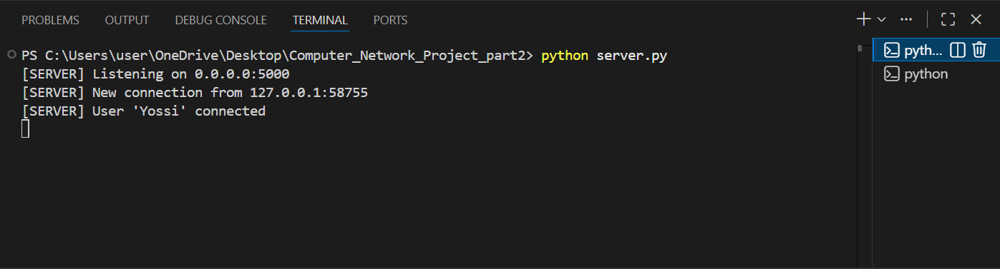 PROBLEMS OUTPUT DEBUG CONSOLE TERMINAL PORTS
PS C:\Users\user\OneDrive\Desktop\Computer_Network_Project_part2> python server.py
[SERVER] Listening on 0.0.0.0:5000
[SERVER] New connection from 127.0.0.1:58755
[SERVER] User 'Yossi' connected
pyth...
python